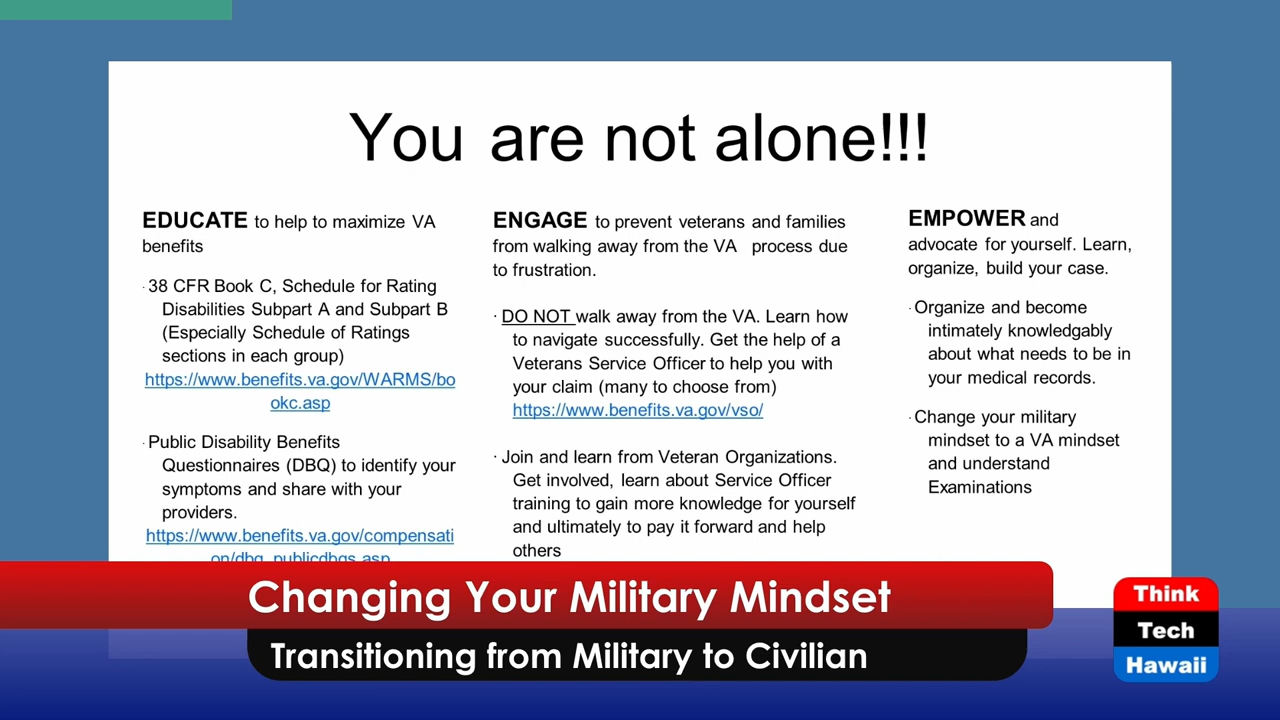 You are not alone!!!
EDUCATE to help to maximize VA
benefits
· 38 CFR Book C, Schedule for Rating
Disabilities Subpart A and Subpart B
(Especially Schedule of Ratings
sections in each group)
https://www.benefits.va.gov/WARMS/bo
okc.asp
· Public Disability Benefits
Questionnaires (DBQ) to identify your
symptoms and share with your
providers.
https://www.benefits.va.gov/compensati
on/dbq_publicdbqs.asp
ENGAGE to prevent veterans and families
from walking away from the VA process due
to frustration.
· DO NOT walk away from the VA. Learn how
to navigate successfully. Get the help of a
Veterans Service Officer to help you with
your claim (many to choose from)
https://www.benefits.va.gov/vso/
· Join and learn from Veteran Organizations.
Get involved, learn about Service Officer
training to gain more knowledge for yourself
and ultimately to pay it forward and help
others
EMPOWER and
advocate for yourself. Learn,
organize, build your case.
· Organize and become
intimately knowledgably
about what needs to be in
your medical records.
· Change your military
mindset to a VA mindset
and understand
Examinations
Changing Your Military Mindset
Transitioning from Military to Civilian
Think
Tech
Hawaii